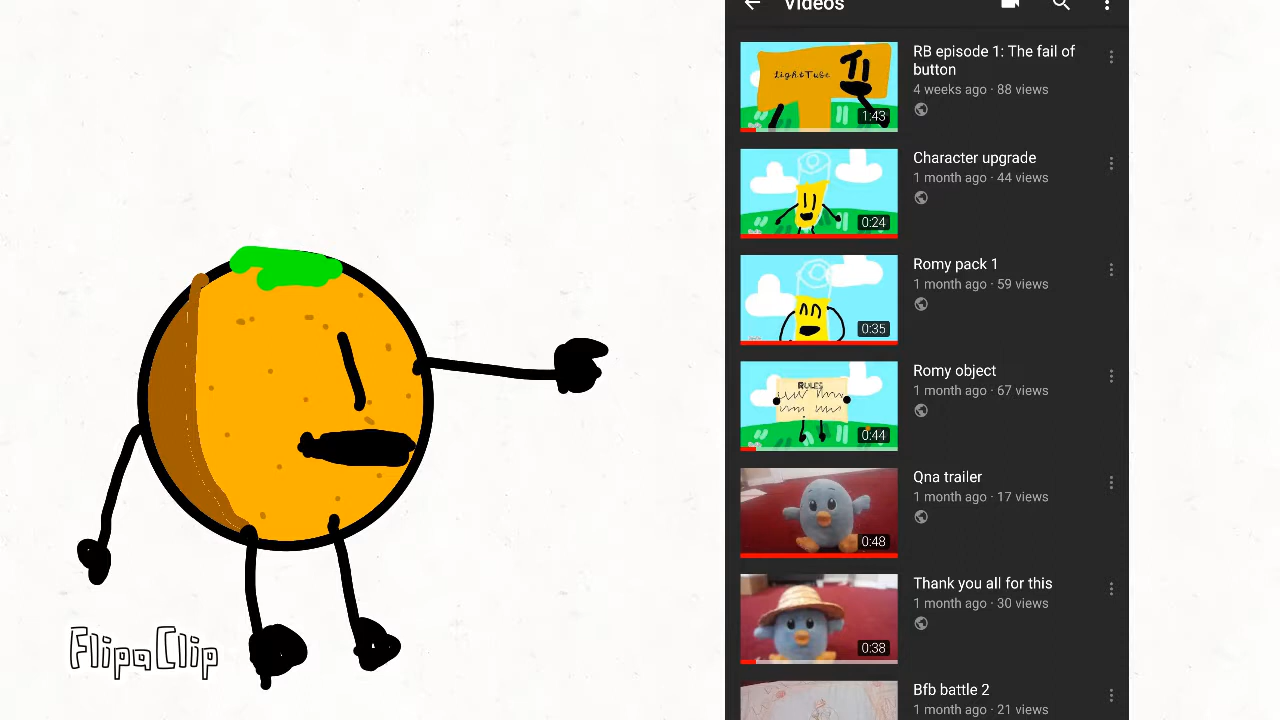 Videos
lightTube
1:43
RB episode 1: The fail of
button
4 weeks ago · 88 views
0:24
Character upgrade
1 month ago · 44 views
0:35
Romy pack 1
1 month ago · 59 views
RULES
0:44
Romy object
1 month ago · 67 views
0:48
Qna trailer
1 month ago · 17 views
0:38
Thank you all for this
1 month ago · 30 views
Bfb battle 2
1 month ago · 21 views
FlipaClip